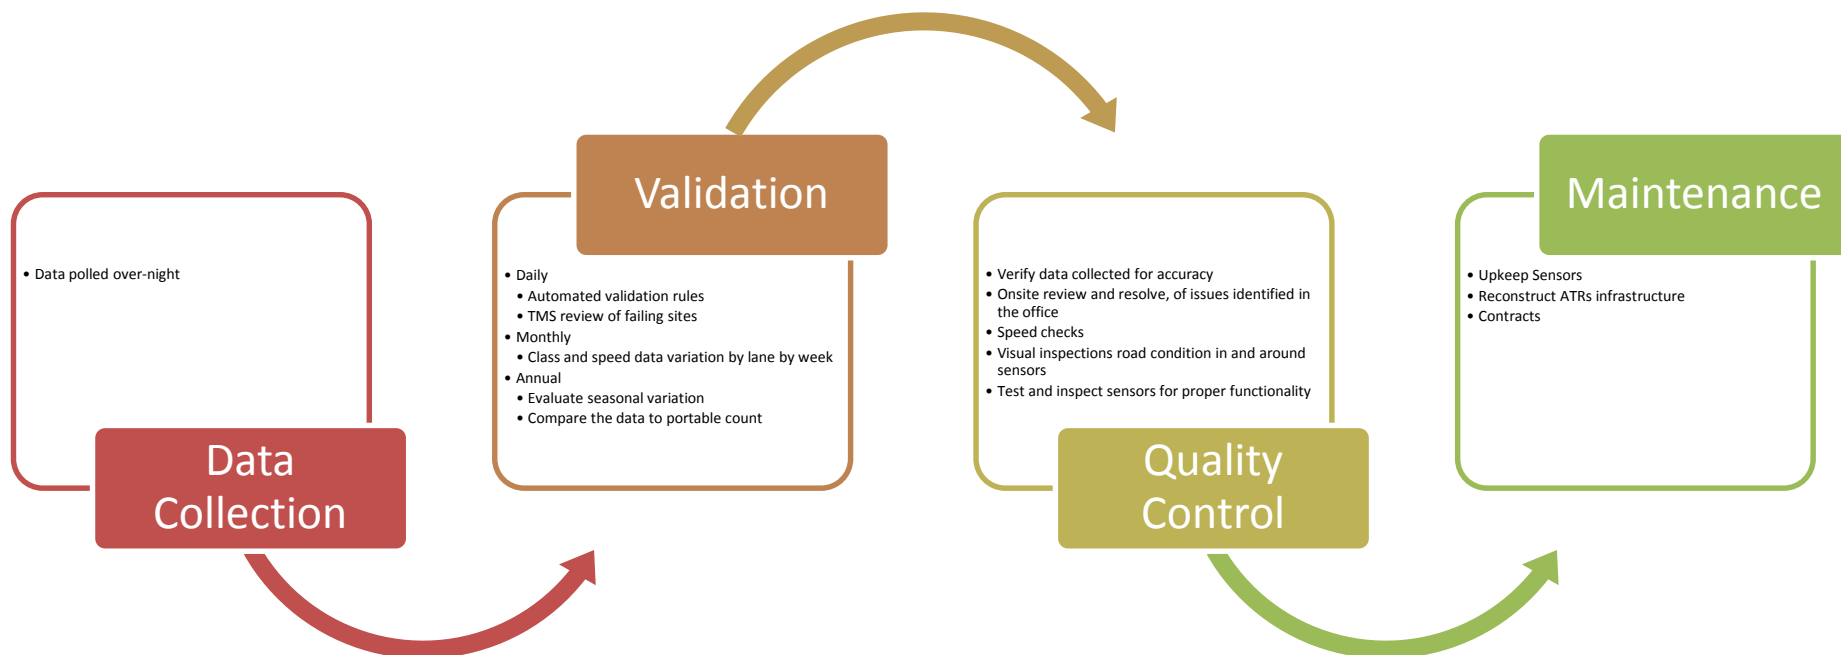 • Data polled over-night
Data
Collection
Validation
• Daily
• Automated validation rules
• TMS review of failing sites
• Monthly
• Class and speed data variation by lane by week
• Annual
• Evaluate seasonal variation
• Compare the data to portable count
• Verify data collected for accuracy
• Onsite review and resolve, of issues identified in
the office
• Speed checks
• Visual inspections road condition in and around
sensors
• Test and inspect sensors for proper functionality
Quality
Control
Maintenance
• Upkeep Sensors
• Reconstruct ATRs infrastructure
• Contracts